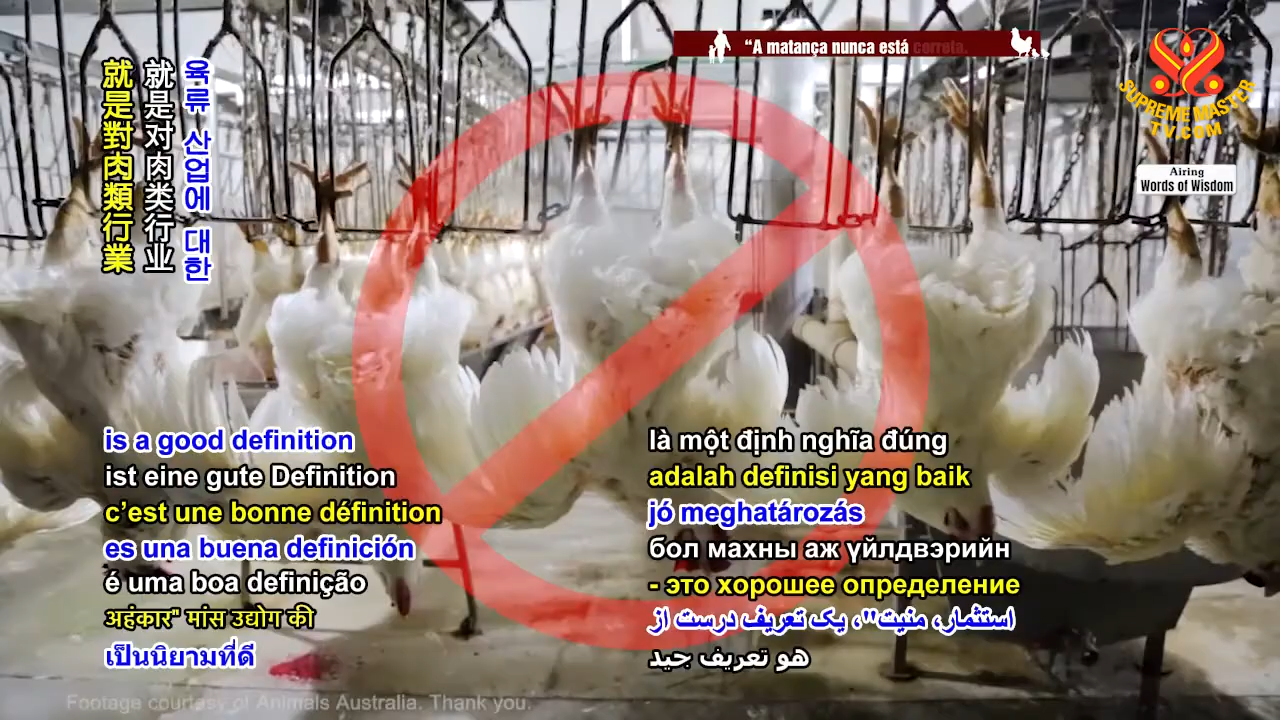 “A matança nunca está correta.
SUPREME MASTER
TV.COM
Airing
Words of Wisdom
就是對肉類行業
就是对肉类行业
육류 산업에 대한
is a good definition
ist eine gute Definition
c’est une bonne définition
es una buena definición
é uma boa definição
अहंकार" मांस उद्योग की
เป็นนิยามที่ดี
là một định nghĩa đúng
adalah definisi yang baik
jó meghatározás
бол махны аж үйлдвэрийн
- это хорошее определение
استثمار، منیت"، یک تعریف درست از
هو تعريف جيد
Footage courtesy of Animals Australia. Thank you.